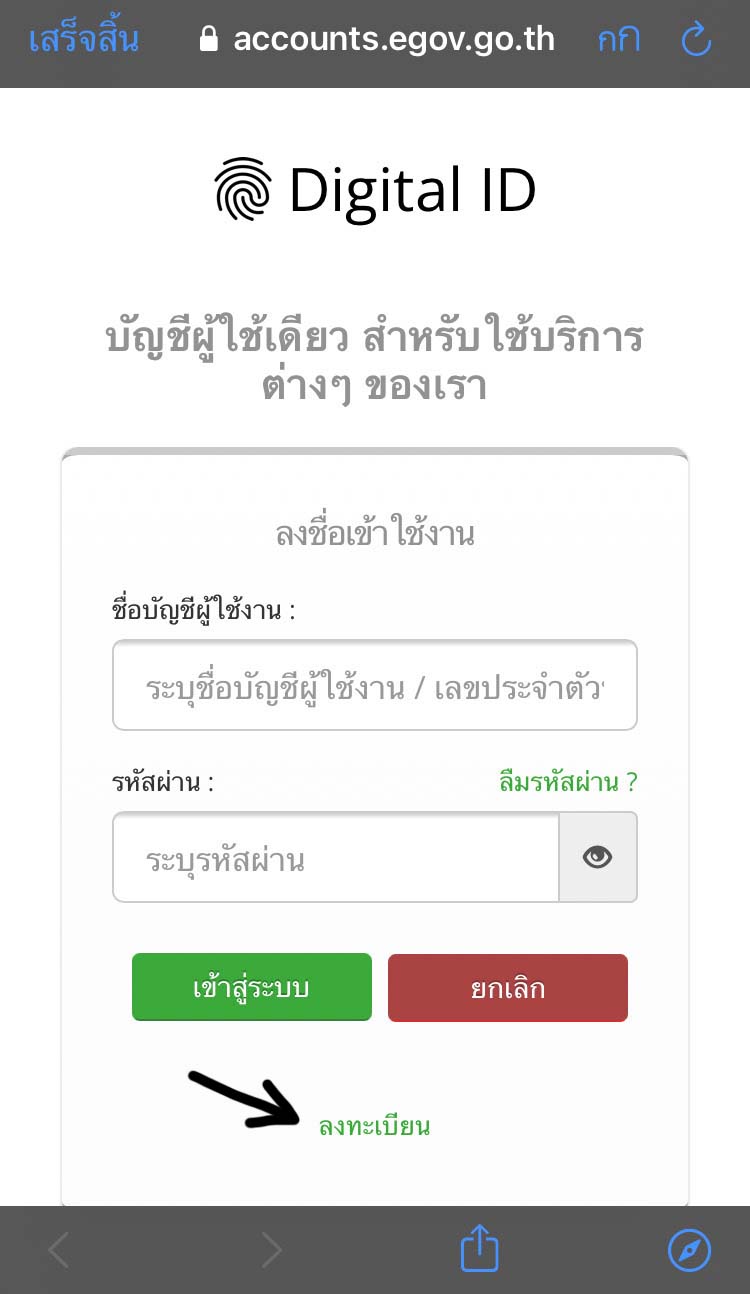 เสร็จสิ้น accounts.egov.go.th กก
Digital ID
บัญชีผู้ใช้เดียว สำหรับใช้บริการ
ต่างๆ ของเรา
ลงชื่อเข้าใช้งาน
ชื่อบัญชีผู้ใช้งาน :
ระบุชื่อบัญชีผู้ใช้งาน / เลขประจำตัว
รหัสผ่าน : ลืมรหัสผ่าน ?
ระบุรหัสผ่าน
เข้าสู่ระบบ ยกเลิก
ลงทะเบียน